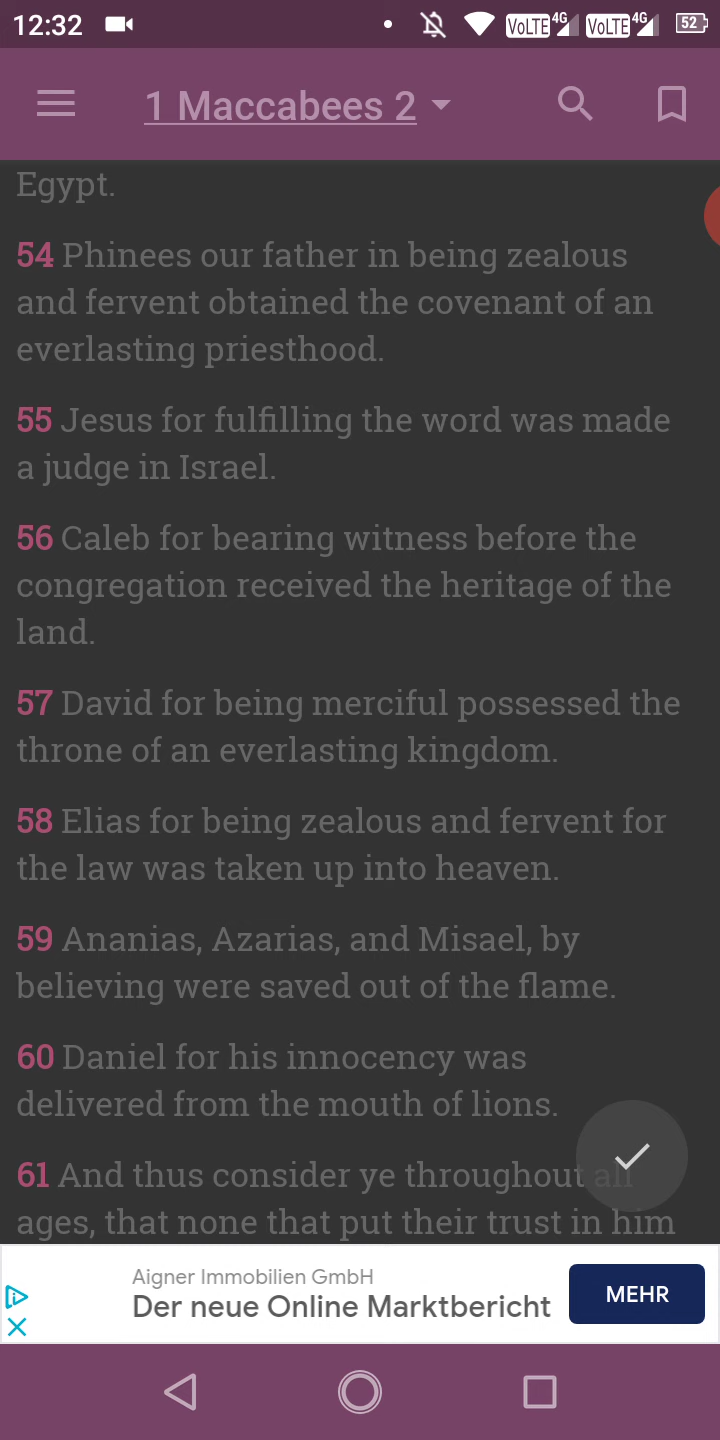 12:32
VoLTE 4G VoLTE 4G 52
1 Maccabees 2
Egypt.
54 Phinees our father in being zealous
and fervent obtained the covenant of an
everlasting priesthood.
55 Jesus for fulfilling the word was made
a judge in Israel.
56 Caleb for bearing witness before the
congregation received the heritage of the
land.
57 David for being merciful possessed the
throne of an everlasting kingdom.
58 Elias for being zealous and fervent for
the law was taken up into heaven.
59 Ananias, Azarias, and Misael, by
believing were saved out of the flame.
60 Daniel for his innocency was
delivered from the mouth of lions.
61 And thus consider ye throughout all
ages, that none that put their trust in him
Aigner Immobilien GmbH
Der neue Online Marktbericht
MEHR